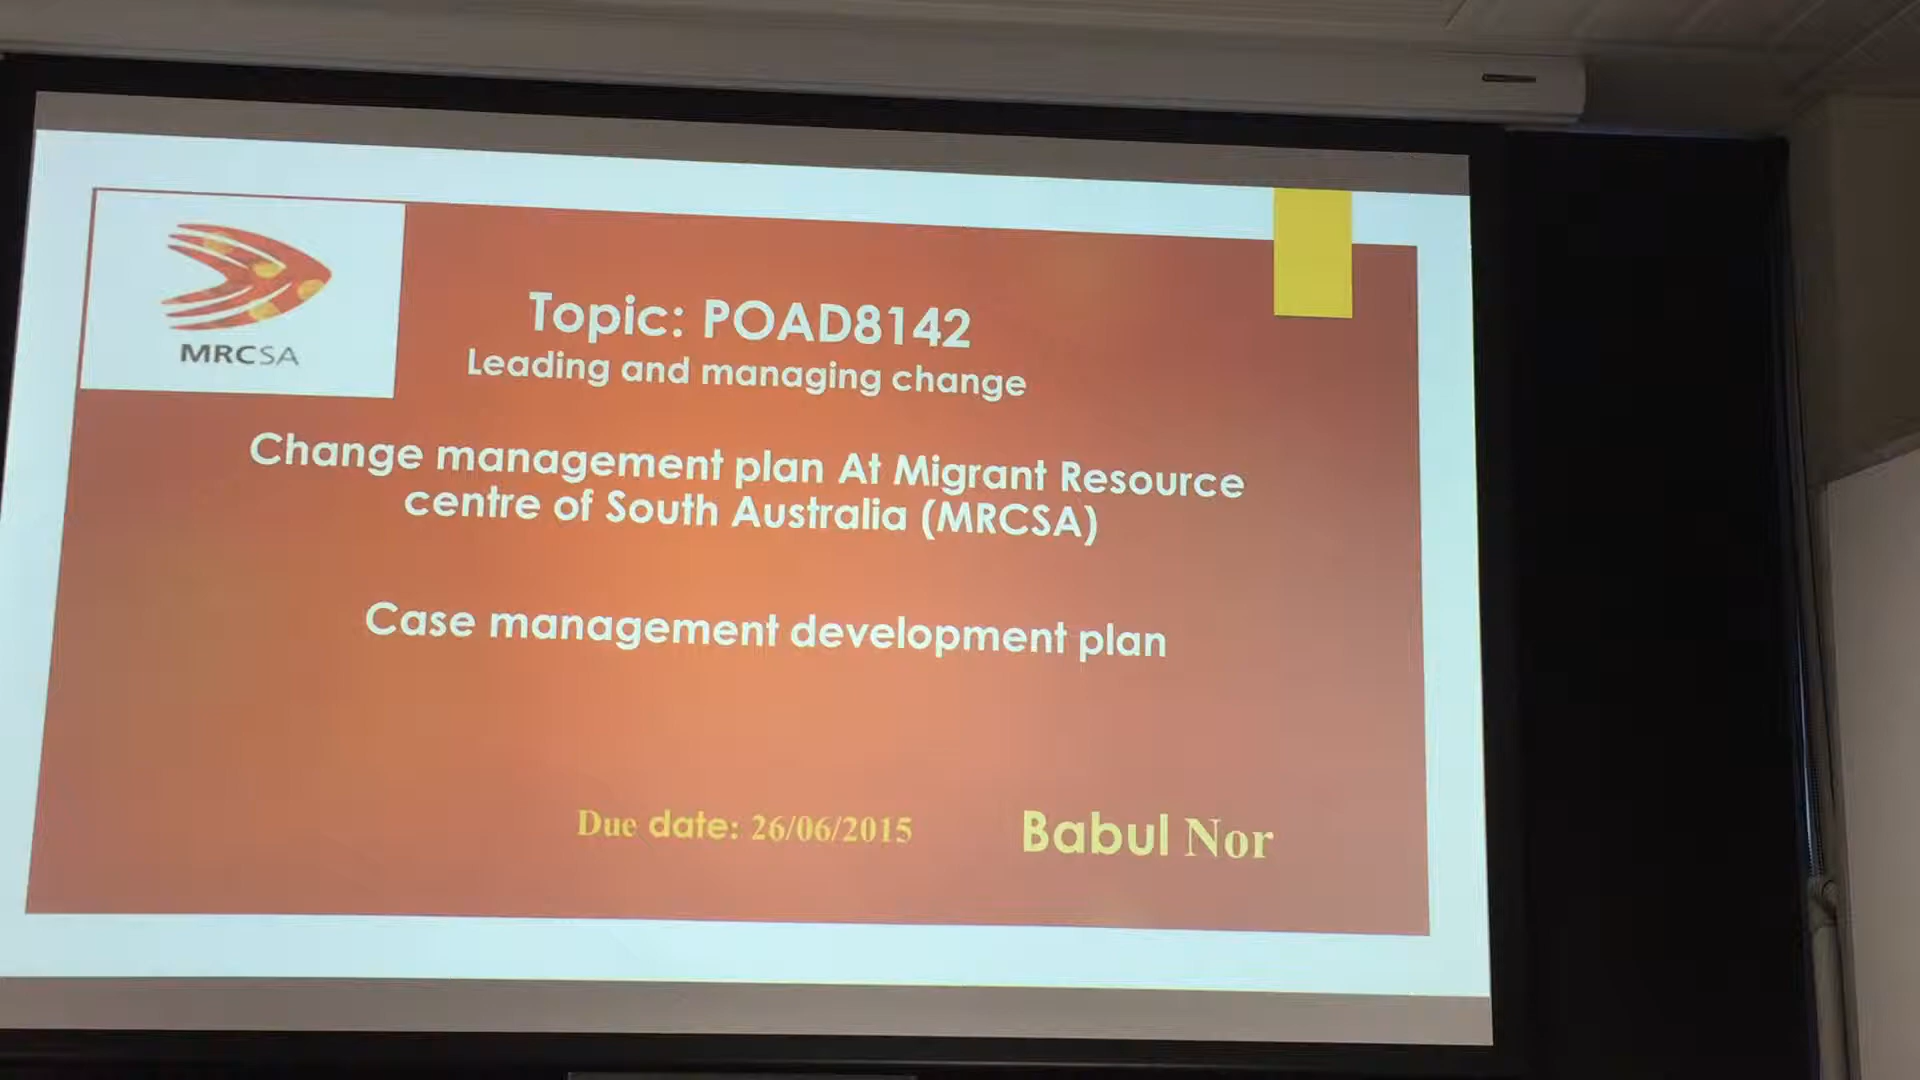 MRCSA
Topic: POAD8142
Leading and managing change
Change management plan At Migrant Resource
centre of South Australia (MRCSA)
Case management development plan
Due date: 26/06/2015
Babul Nor